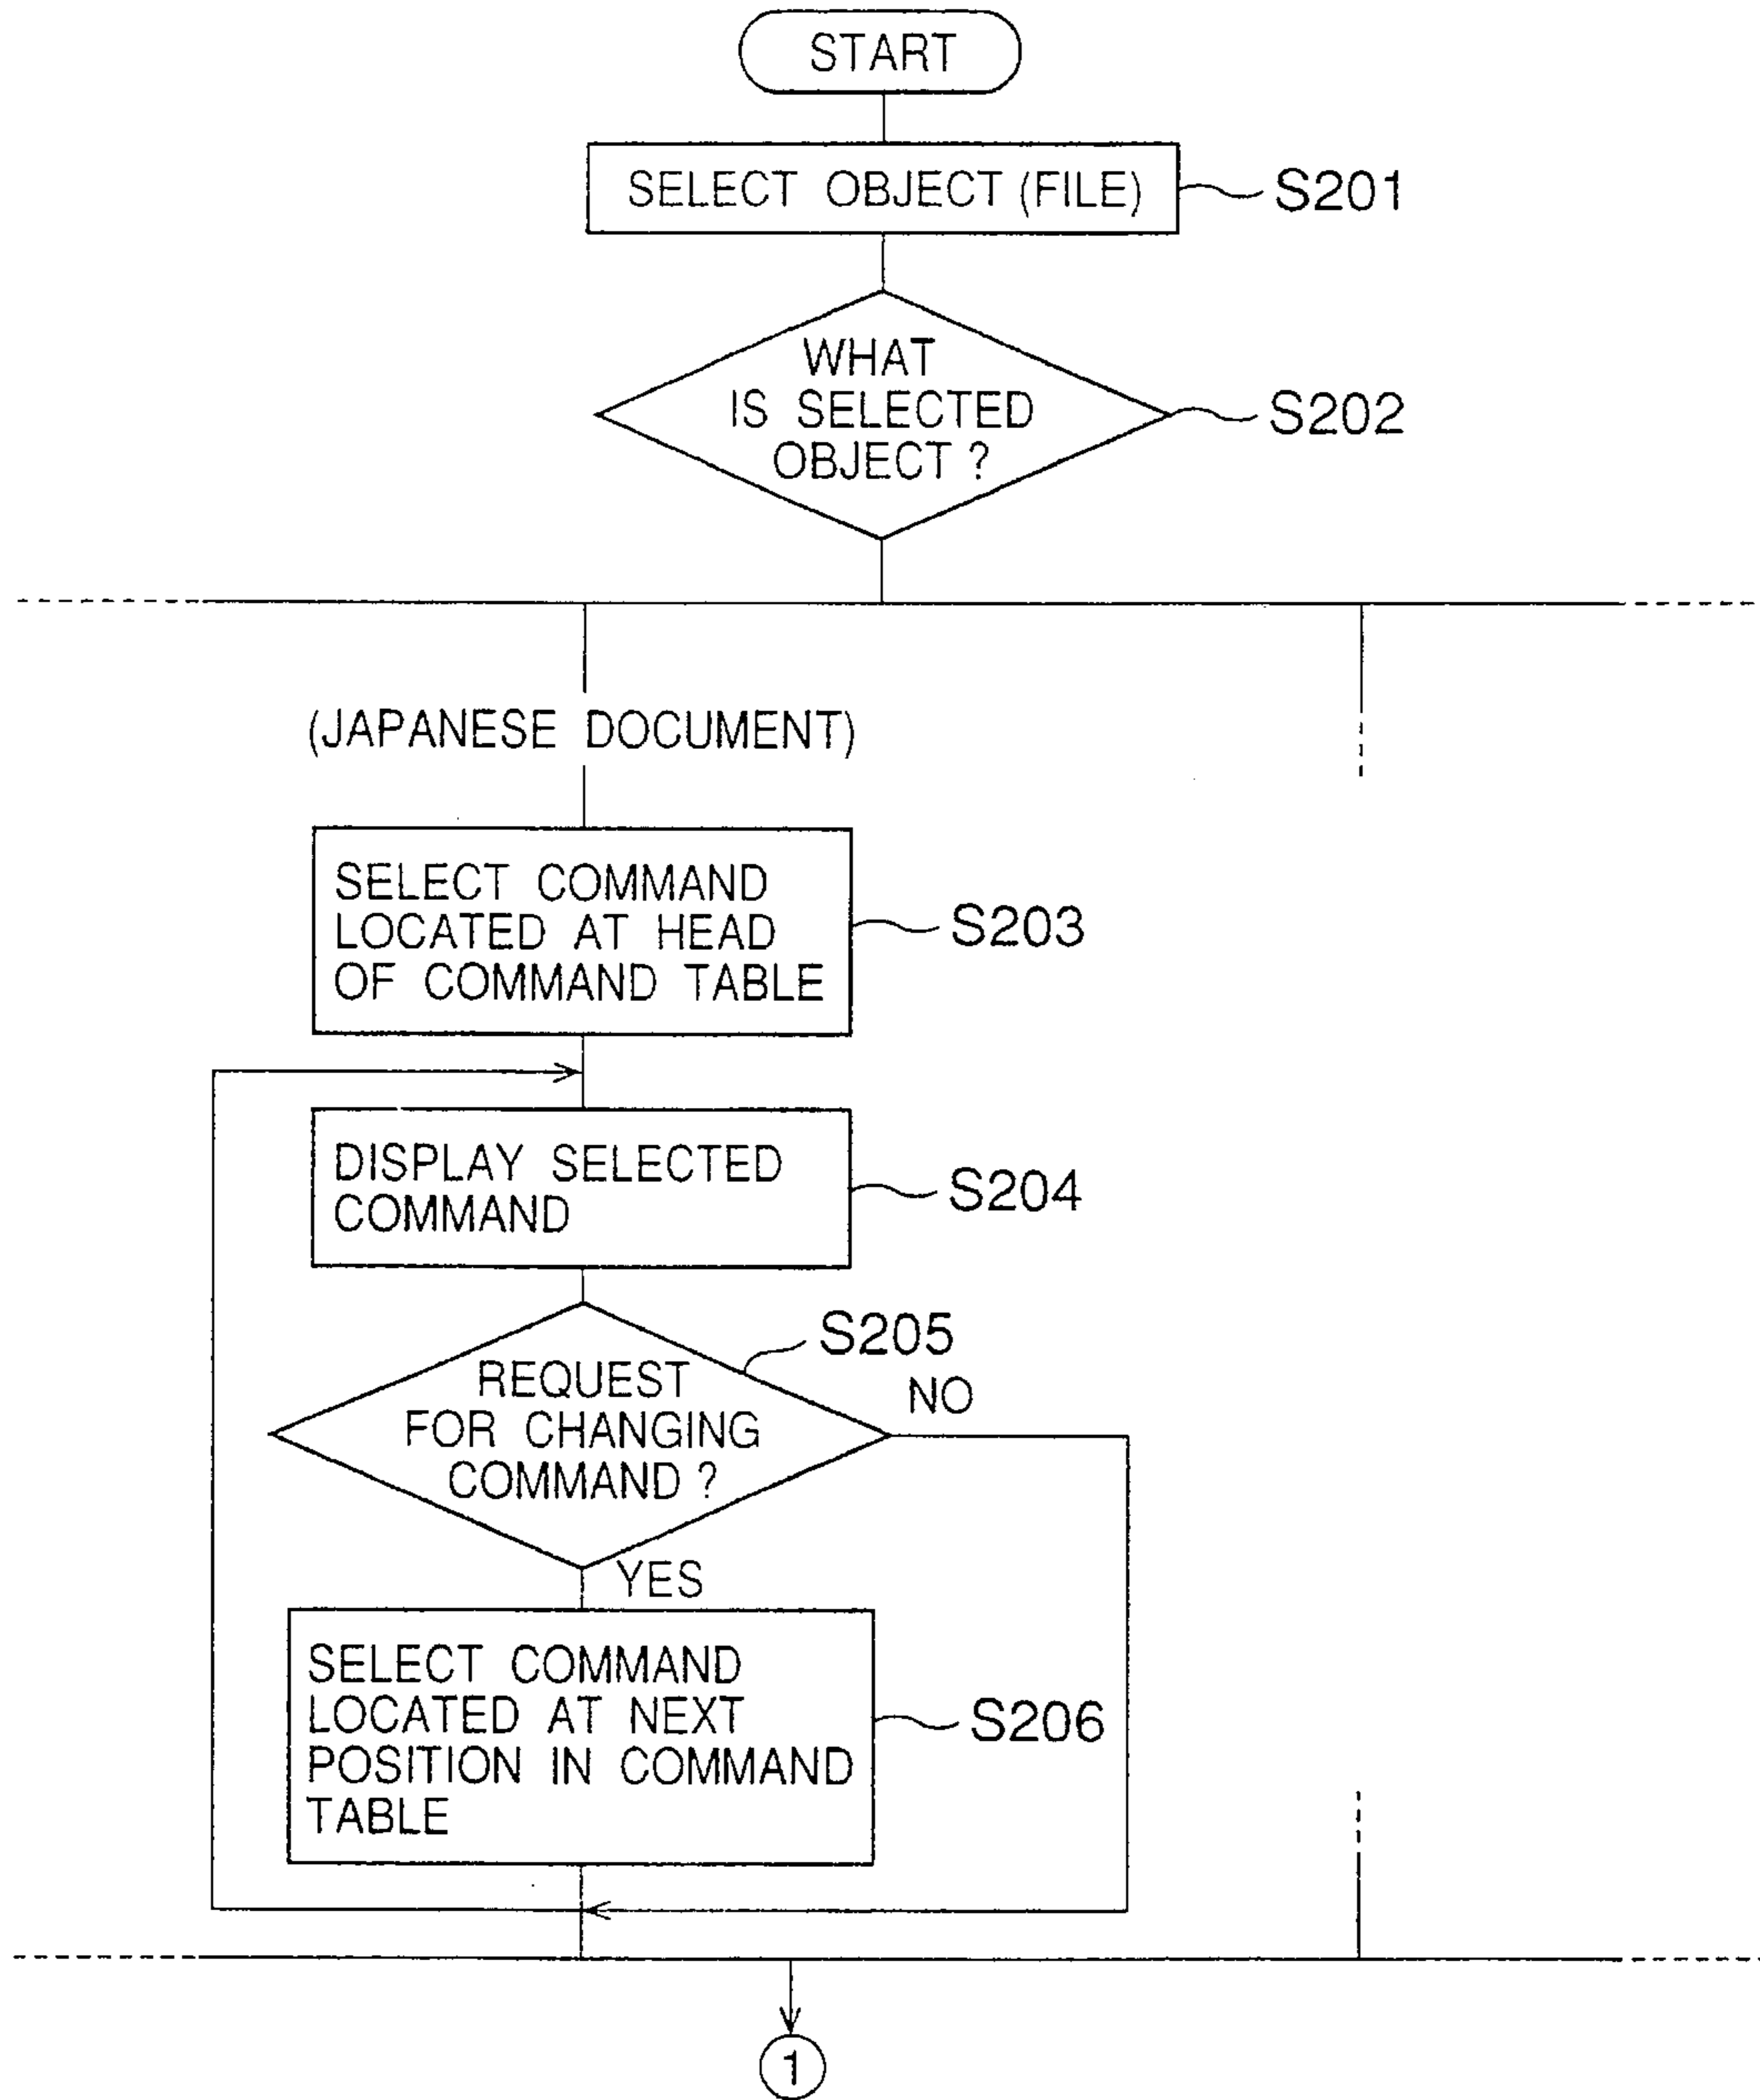 START
SELECT OBJECT (FILE)
S201
WHAT
IS SELECTED
OBJECT ?
S202
(JAPANESE DOCUMENT)
SELECT COMMAND
LOCATED AT HEAD
OF COMMAND TABLE
S203
DISPLAY SELECTED
COMMAND
S204
S205
REQUEST
FOR CHANGING
COMMAND ?
NO
YES
SELECT COMMAND
LOCATED AT NEXT
POSITION IN COMMAND
TABLE
S206
1